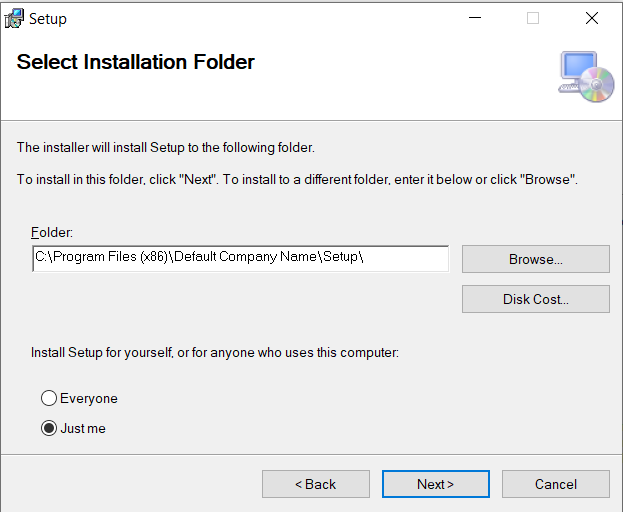 Setup
Select Installation Folder
The installer will install Setup to the following folder.
To install in this folder, click "Next". To install to a different folder, enter it below or click "Browse".
Folder:
C:\Program Files (x86)\Default Company Name\Setup\
Browse...
Disk Cost...
Install Setup for yourself, or for anyone who uses this computer:
Everyone
Just me
< Back
Next >
Cancel